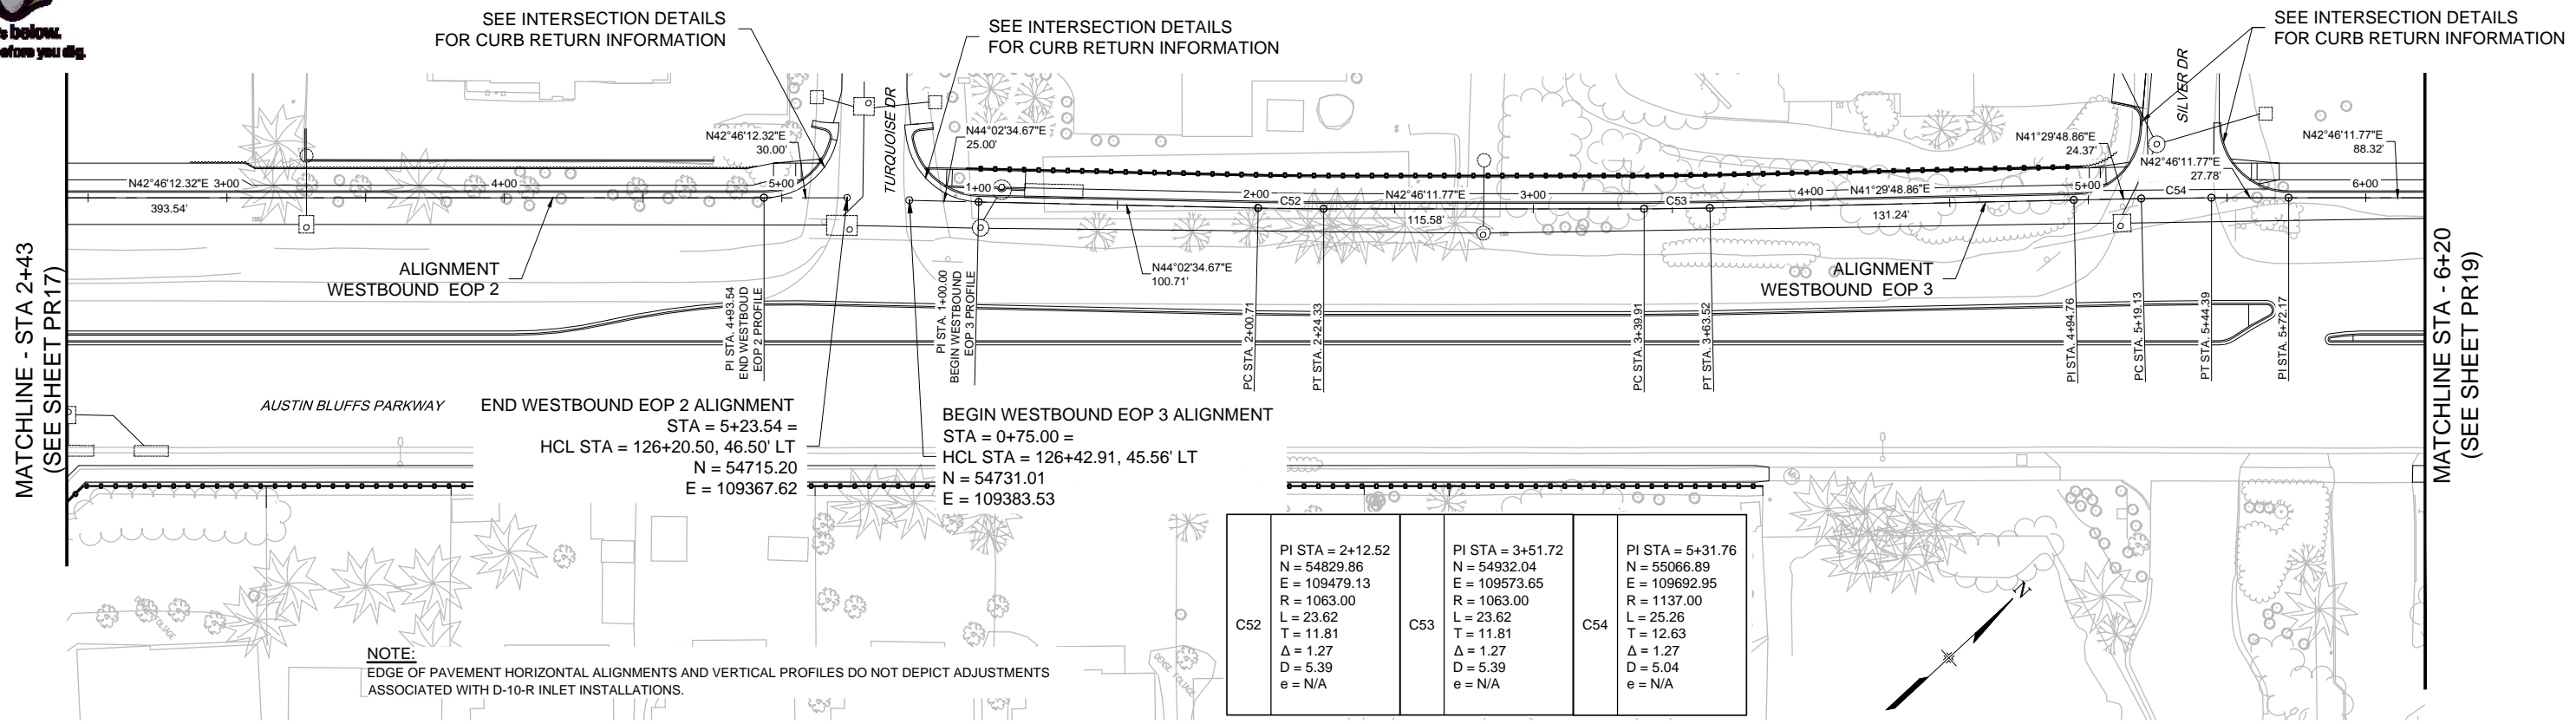 's below.
before you dig.
SEE INTERSECTION DETAILS
FOR CURB RETURN INFORMATION
SEE INTERSECTION DETAILS
FOR CURB RETURN INFORMATION
SEE INTERSECTION DETAILS
FOR CURB RETURN INFORMATION
TURQUOISE DR
SILVER DR
N42°46'12.32"E
30.00'
N44°02'34.67"E
25.00'
N41°29'48.86"E
24.37'
N42°46'11.77"E
27.78'
N42°46'11.77"E
88.32'
N42°46'12.32"E 3+00
393.54'
4+00
5+00
1+00
2+00
C52
N42°46'11.77"E
115.58'
3+00
C53
4+00
N41°29'48.86"E
131.24'
5+00
C54
6+00
N44°02'34.67"E
100.71'
ALIGNMENT
WESTBOUND EOP 2
ALIGNMENT
WESTBOUND EOP 3
MATCHLINE - STA 2+43
(SEE SHEET PR17)
MATCHLINE STA - 6+20
(SEE SHEET PR19)
PI STA. 4+93.54
END WESTBOUD
EOP 2 PROFILE
PI STA. 1+00.00
BEGIN WESTBOUND
EOP 3 PROFILE
PC STA. 2+00.71
PT STA. 2+24.33
PC STA. 3+39.91
PT STA. 3+63.52
PI STA. 4+94.76
PC STA. 5+19.13
PT STA. 5+44.39
PI STA. 5+72.17
AUSTIN BLUFFS PARKWAY
END WESTBOUND EOP 2 ALIGNMENT
STA = 5+23.54 =
HCL STA = 126+20.50, 46.50' LT
N = 54715.20
E = 109367.62
BEGIN WESTBOUND EOP 3 ALIGNMENT
STA = 0+75.00 =
HCL STA = 126+42.91, 45.56' LT
N = 54731.01
E = 109383.53
C52
PI STA = 2+12.52
N = 54829.86
E = 109479.13
R = 1063.00
L = 23.62
T = 11.81
Δ = 1.27
D = 5.39
e = N/A
C53
PI STA = 3+51.72
N = 54932.04
E = 109573.65
R = 1063.00
L = 23.62
T = 11.81
Δ = 1.27
D = 5.39
e = N/A
C54
PI STA = 5+31.76
N = 55066.89
E = 109692.95
R = 1137.00
L = 25.26
T = 12.63
Δ = 1.27
D = 5.04
e = N/A
N
FOLIAGE
DENSE FOLIAGE
NOTE:
EDGE OF PAVEMENT HORIZONTAL ALIGNMENTS AND VERTICAL PROFILES DO NOT DEPICT ADJUSTMENTS
ASSOCIATED WITH D-10-R INLET INSTALLATIONS.